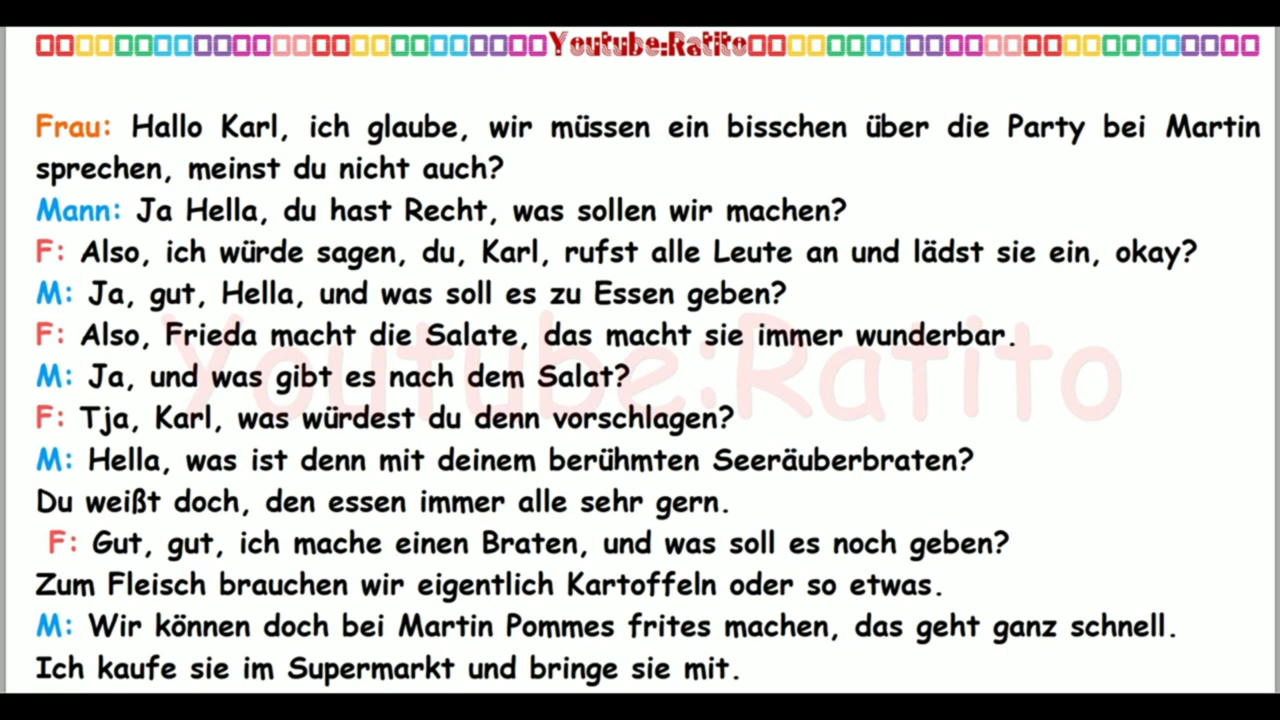 Youtube:Ratito
Frau: Hallo Karl, ich glaube, wir müssen ein bisschen über die Party bei Martin
sprechen, meinst du nicht auch?
Mann: Ja Hella, du hast Recht, was sollen wir machen?
F: Also, ich würde sagen, du, Karl, rufst alle Leute an und lädst sie ein, okay?
M: Ja, gut, Hella, und was soll es zu Essen geben?
F: Also, Frieda macht die Salate, das macht sie immer wunderbar.
Youtube:Ratito
M: Ja, und was gibt es nach dem Salat?
F: Tja, Karl, was würdest du denn vorschlagen?
M: Hella, was ist denn mit deinem berühmten Seeräuberbraten?
Du weißt doch, den essen immer alle sehr gern.
F: Gut, gut, ich mache einen Braten, und was soll es noch geben?
Zum Fleisch brauchen wir eigentlich Kartoffeln oder so etwas.
M: Wir können doch bei Martin Pommes frites machen, das geht ganz schnell.
Ich kaufe sie im Supermarkt und bringe sie mit.